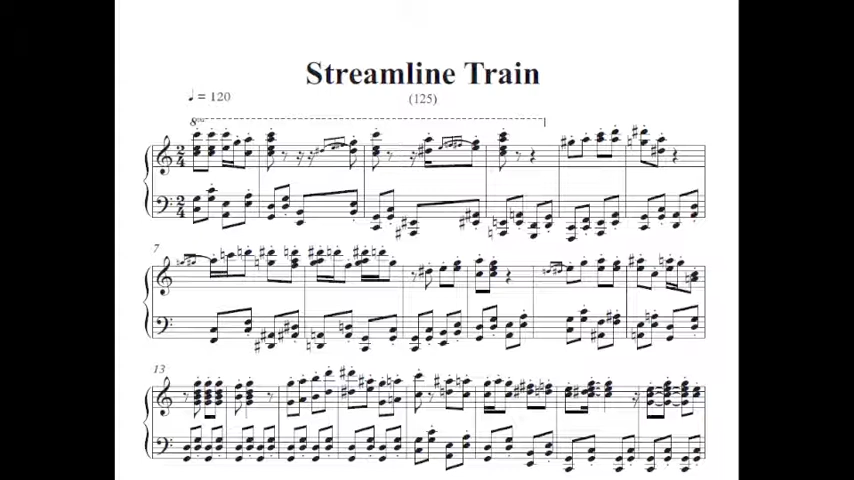 Streamline Train
♩ = 120
(125)
8va
7
13